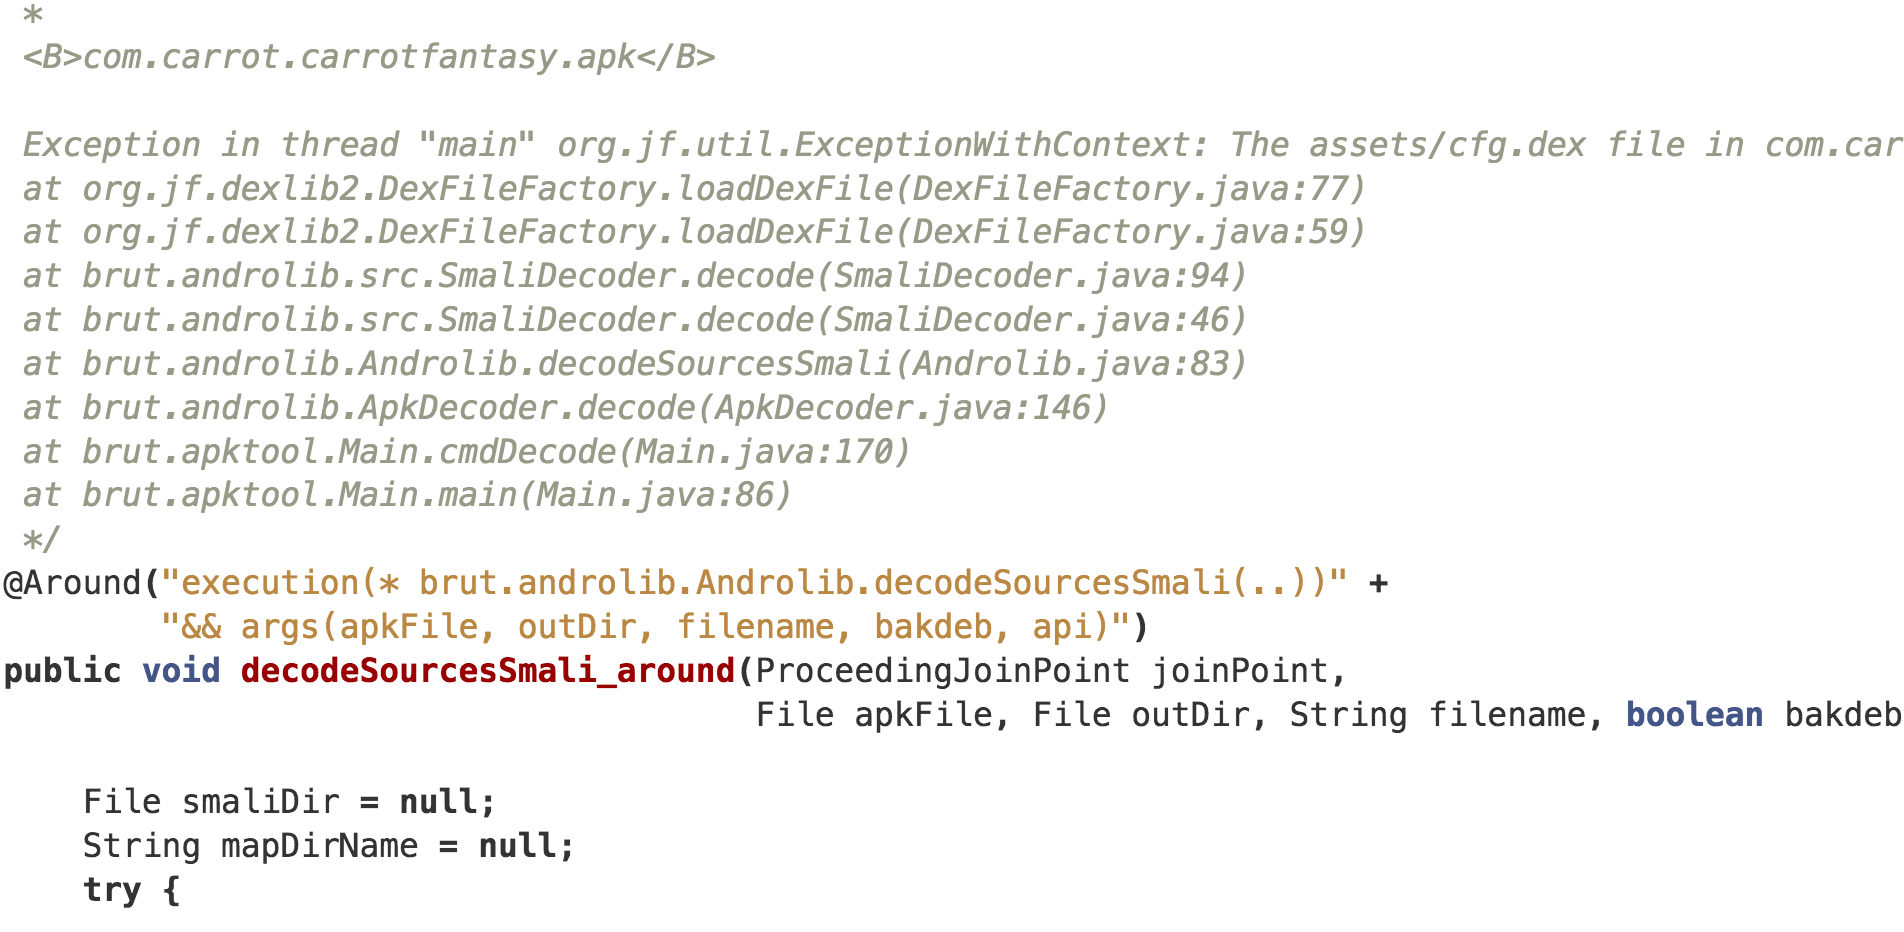 *
<B>com.carrot.carrotfantasy.apk</B>
Exception in thread "main" org.jf.util.ExceptionWithContext: The assets/cfg.dex file in com.car
at org.jf.dexlib2.DexFileFactory.loadDexFile(DexFileFactory.java:77)
at org.jf.dexlib2.DexFileFactory.loadDexFile(DexFileFactory.java:59)
at brut.androlib.src.SmaliDecoder.decode(SmaliDecoder.java:94)
at brut.androlib.src.SmaliDecoder.decode(SmaliDecoder.java:46)
at brut.androlib.Androlib.decodeSourcesSmali(Androlib.java:83)
at brut.androlib.ApkDecoder.decode(ApkDecoder.java:146)
at brut.apktool.Main.cmdDecode(Main.java:170)
at brut.apktool.Main.main(Main.java:86)
*/
@Around("execution(* brut.androlib.Androlib.decodeSourcesSmali(..))" +
"&& args(apkFile, outDir, filename, bakdeb, api)")
public void decodeSourcesSmali_around(ProceedingJoinPoint joinPoint,
File apkFile, File outDir, String filename, boolean bakdeb
File smaliDir = null;
String mapDirName = null;
try {